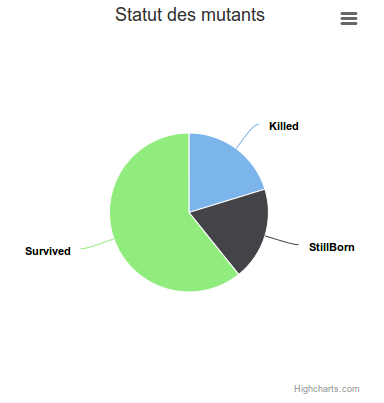 Statut des mutants
Killed
StillBorn
Survived
Highcharts.com